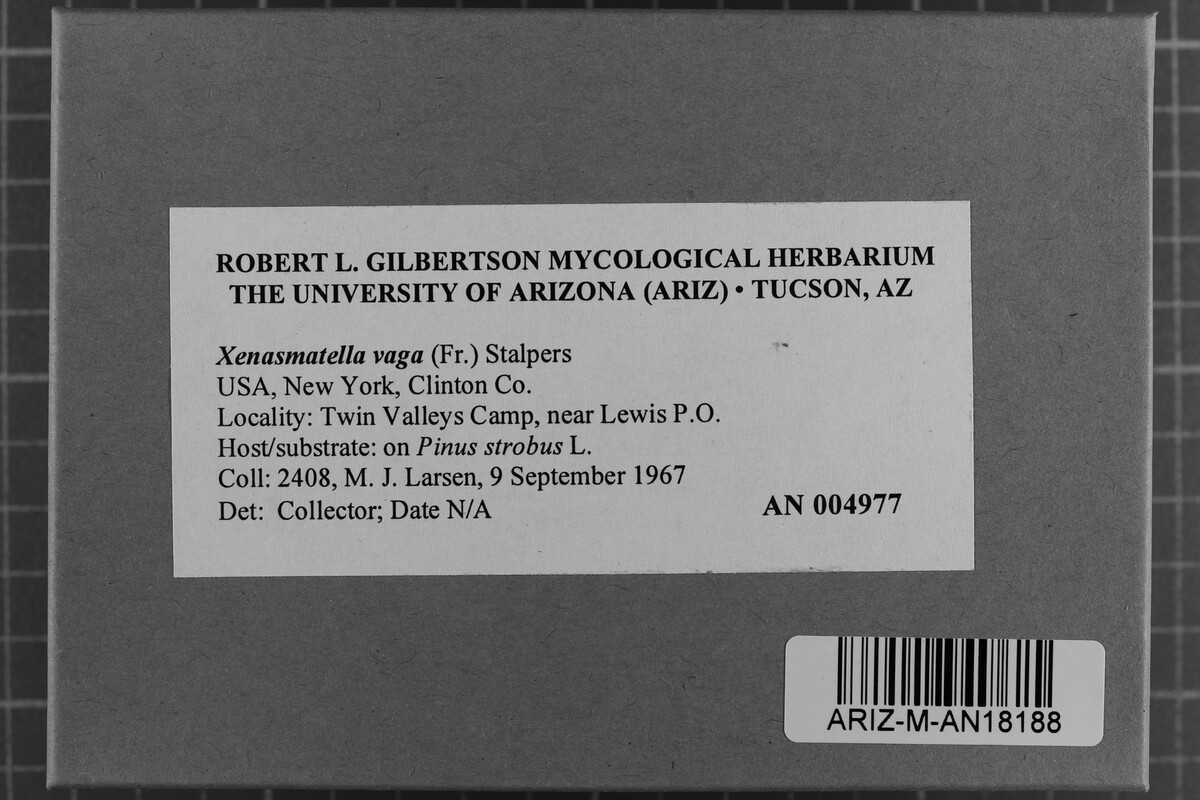 ROBERT L. GILBERTSON MYCOLOGICAL HERBARIUM
THE UNIVERSITY OF ARIZONA (ARIZ) • TUCSON, AZ
Xenasmatella vaga (Fr.) Stalpers
USA, New York, Clinton Co.
Locality: Twin Valleys Camp, near Lewis P.O.
Host/substrate: on Pinus strobus L.
Coll: 2408, M. J. Larsen, 9 September 1967
Det: Collector; Date N/A
AN 004977
ARIZ-M-AN18188